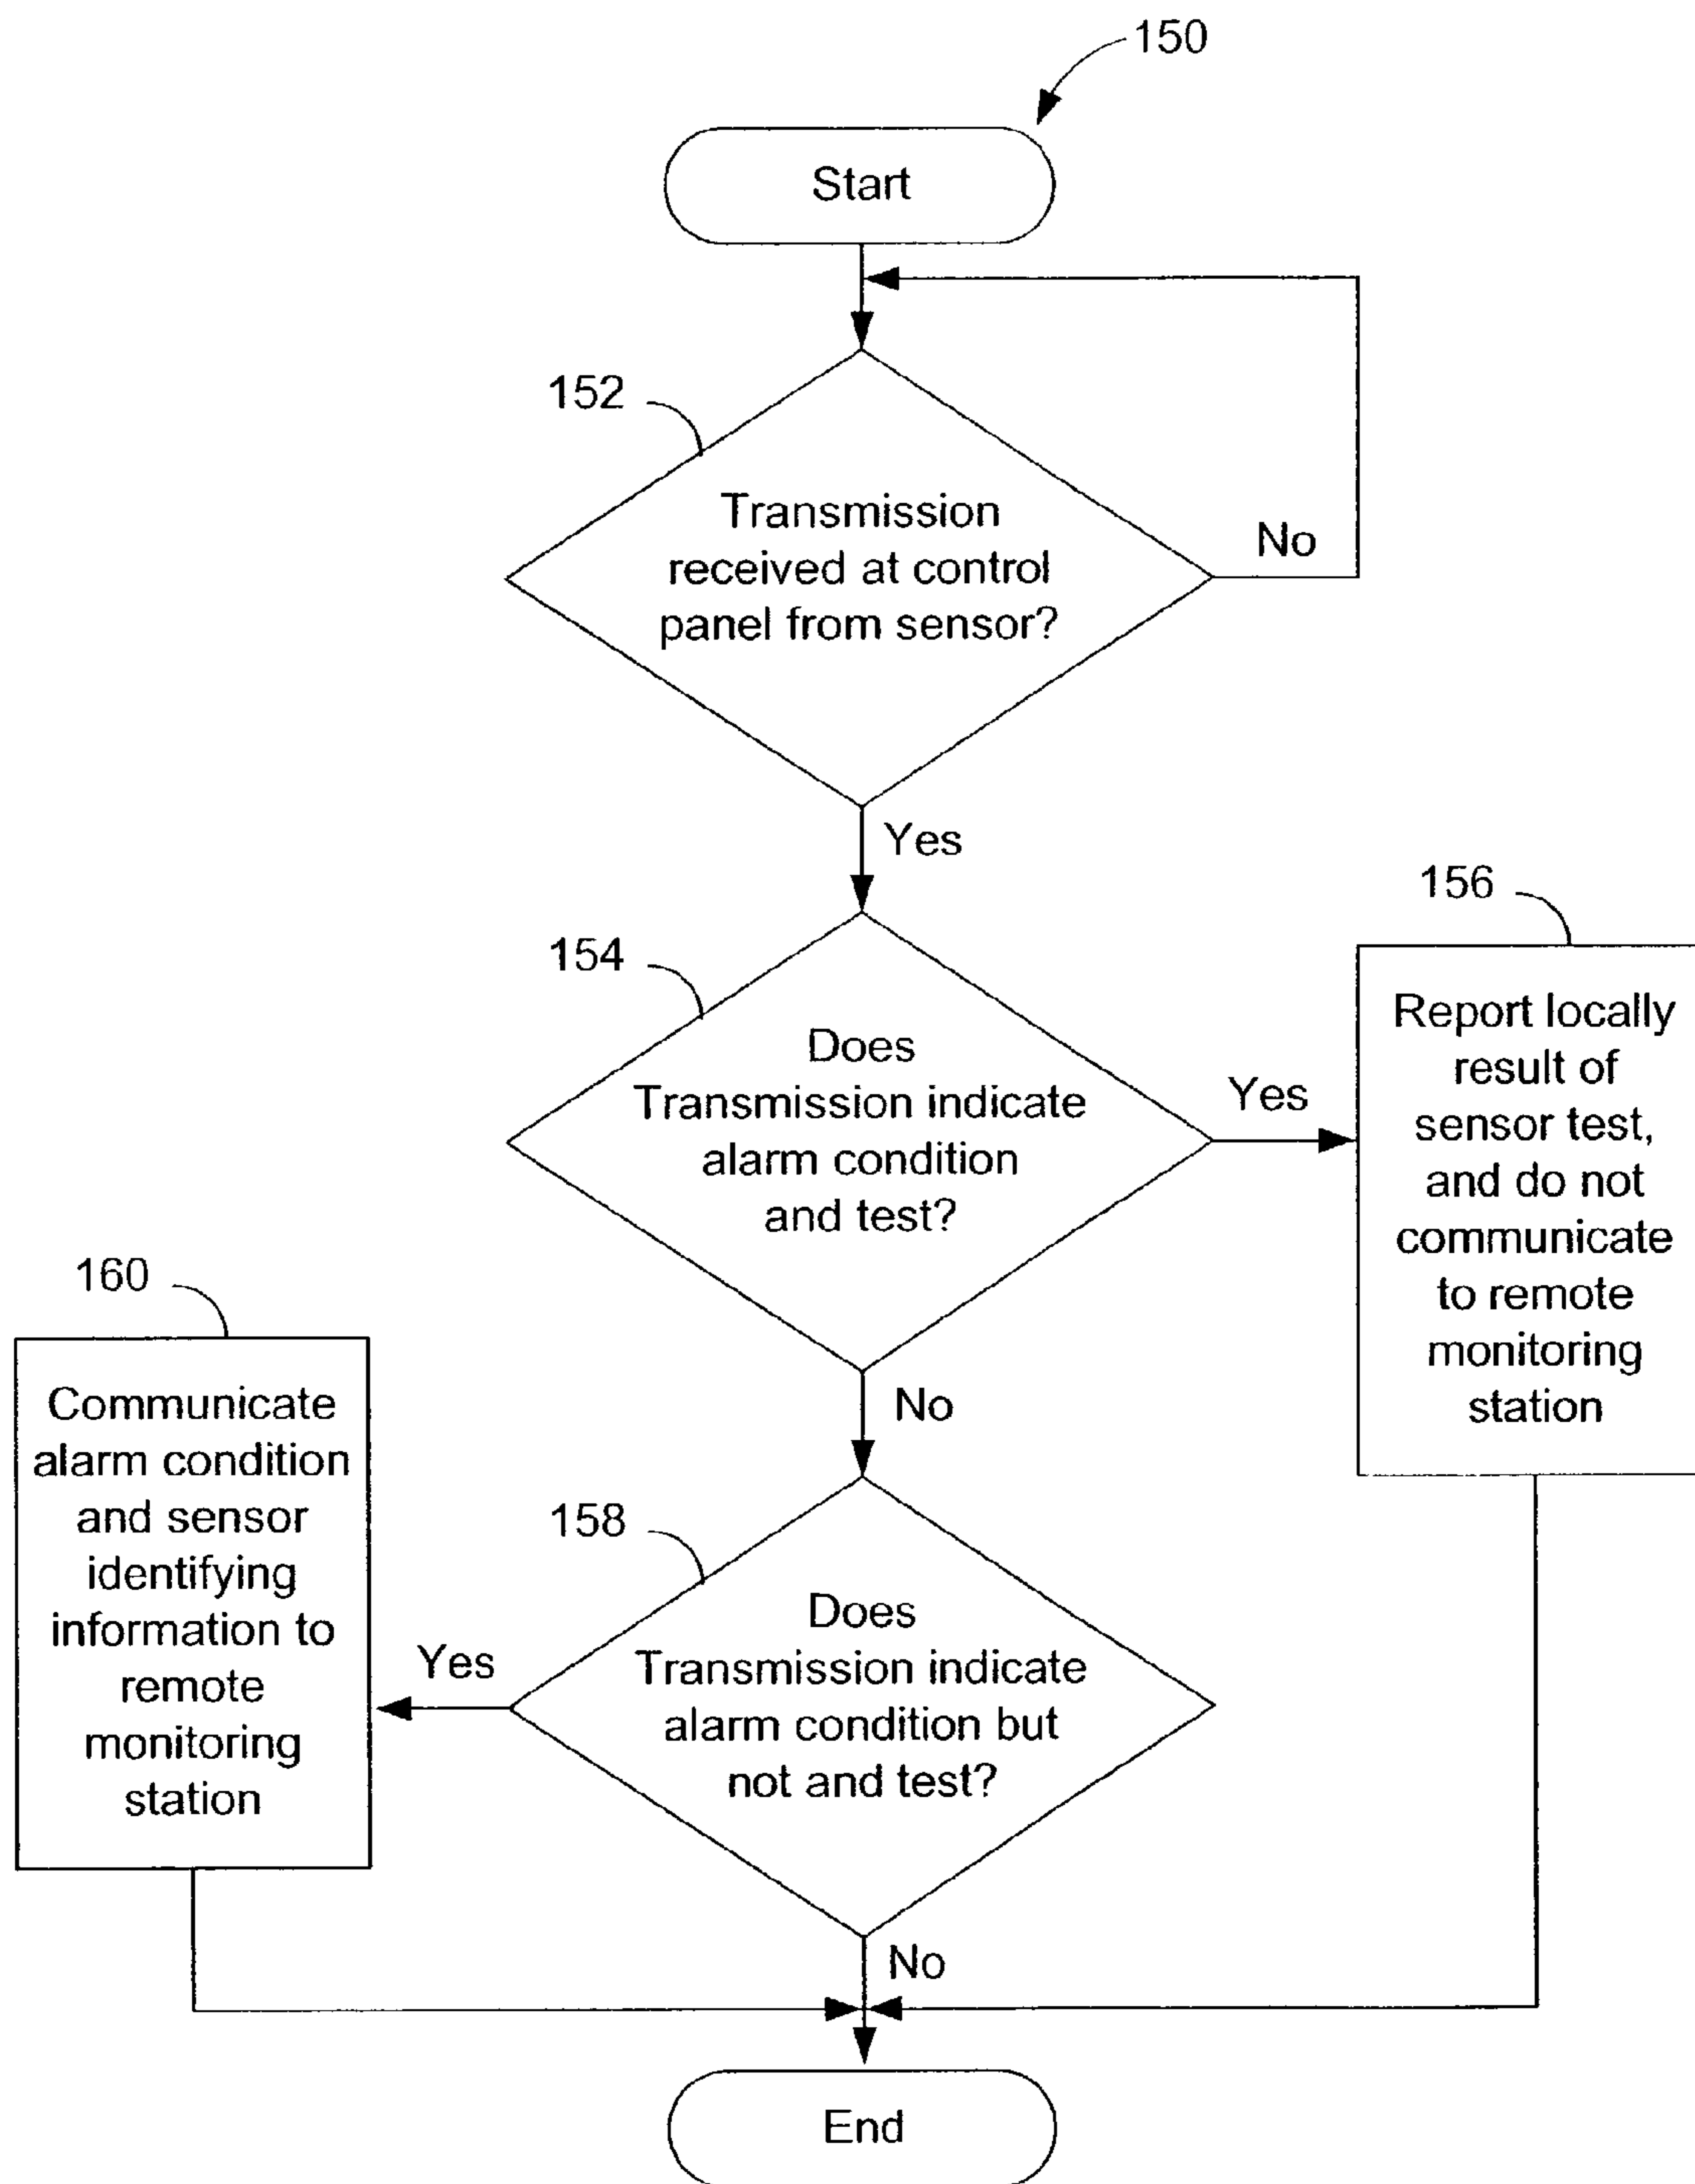 150
Start
152
Transmission
received at control
panel from sensor?
No
Yes
154
Does
Transmission indicate
alarm condition
and test?
Yes
156
Report locally
result of
sensor test,
and do not
communicate
to remote
monitoring
station
No
160
Communicate
alarm condition
and sensor
identifying
information to
remote
monitoring
station
158
Does
Transmission indicate
alarm condition but
not and test?
Yes
No
End